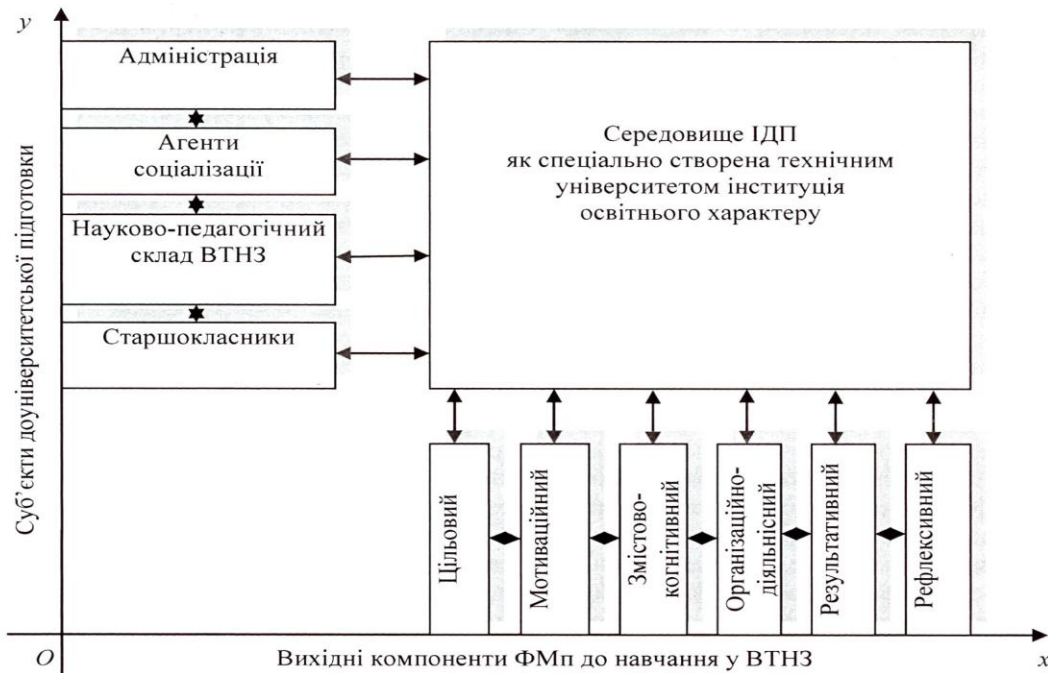 y
Суб’єкти доуніверситетської підготовки
Адміністрація
Агенти
соціалізації
Науково-педагогічний
склад ВТНЗ
Старшокласники
Середовище ІДП
як спеціально створена технічним
університетом інституція
освітнього характеру
Цільовий
Мотиваційний
Змістово-
когнітивний
Організаційно-
діяльнісний
Результативний
Рефлексивний
O
Вихідні компоненти ФМп до навчання у ВТНЗ
x